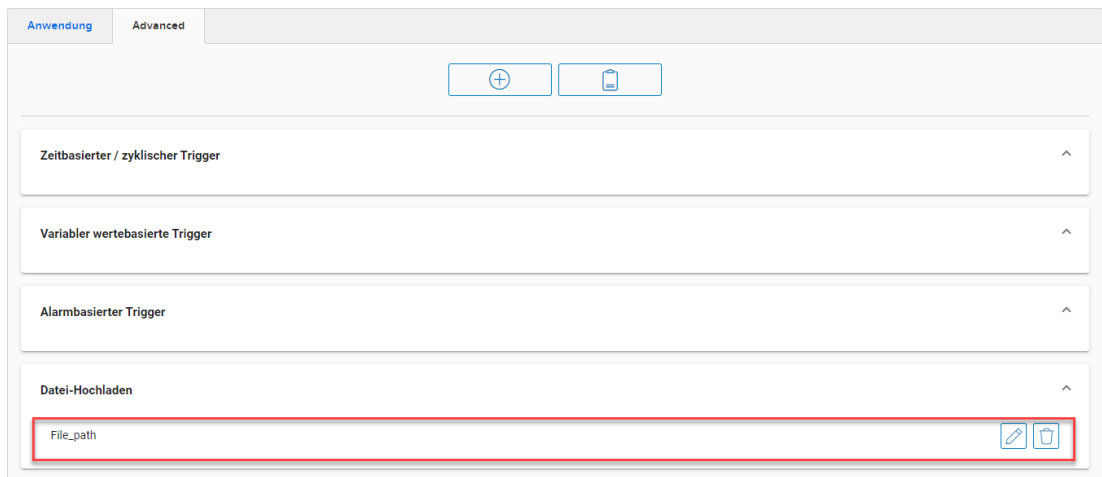 Anwendung Advanced
Zeitbasierter / zyklischer Trigger
Variabler wertebasierte Trigger
Alarmbasierter Trigger
Datei-Hochladen
File_path